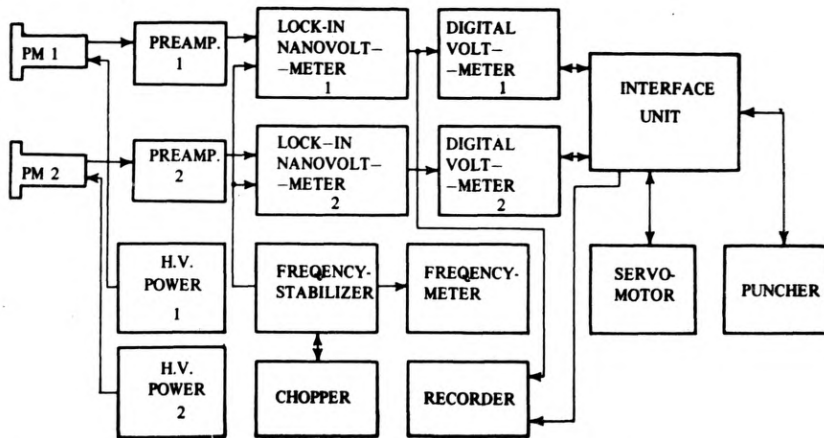 PM 1
PREAMP.
1
LOCK-IN
NANOVOLT-
-METER
1
DIGITAL
VOLT-
-METER
1
INTERFACE
UNIT
PM 2
PREAMP.
2
LOCK-IN
NANOVOLT-
-METER
2
DIGITAL
VOLT-
-METER
2
H.V.
POWER
1
FREQENCY-
STABILIZER
FREQENCY-
METER
SERVO-
MOTOR
PUNCHER
H.V.
POWER
2
CHOPPER
RECORDER